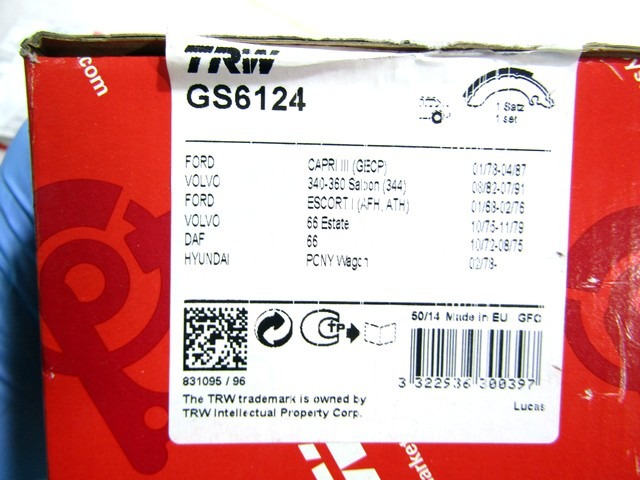 TRW
GS6124
1 Satz
1 set
FORD CAPRI III (GECP) 01/78-04/87
VOLVO 340-360 Saloon (344) 08/82-07/91
FORD ESCORT I (AFH, ATH) 01/68-02/76
VOLVO 66 Estate 10/75-11/79
DAF 66 10/72-08/75
HYUNDAI PONY Wagon 02/78-
50/14 Made in EU GFC
831095 / 96
3 322936 300397
The TRW trademark is owned by
TRW Intellectual Property Corp.
Lucas
.com